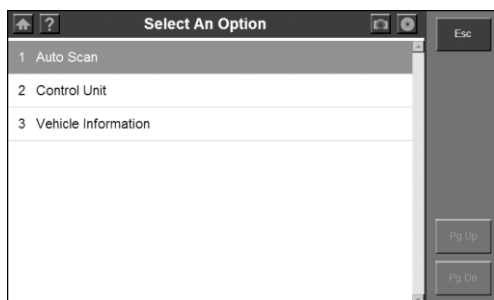 ? Select An Option
Esc
1 Auto Scan
2 Control Unit
3 Vehicle Information
Pg Up
Pg Dn